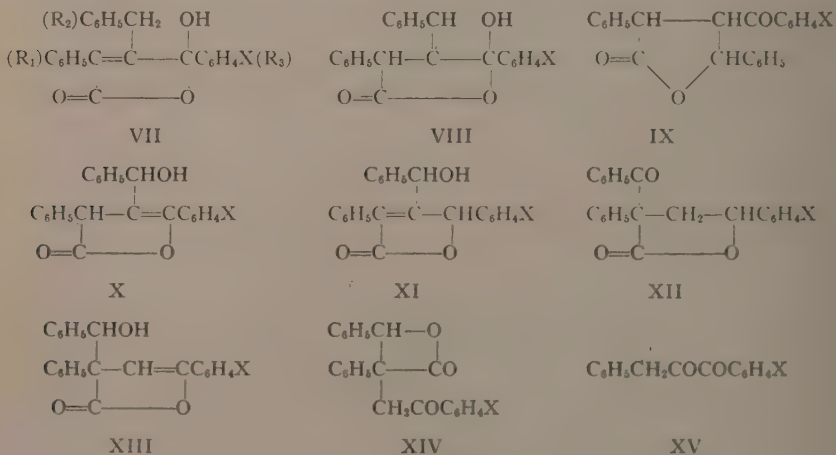 (R₂)C₆H₅CH₂ OH
(R₁)C₆H₅C=C—CC₆H₄X(R₃)
O=C—O
VII
C₆H₅CH OH
C₆H₅CH—C—CC₆H₄X
O=C—O
VIII
C₆H₅CH—CHCOC₆H₄X
O=C CHC₆H₅
O
IX
C₆H₅CHOH
C₆H₅CH—C=CC₆H₄X
O=C—O
X
C₆H₅CHOH
C₆H₅C=C—CHC₆H₄X
O=C—O
XI
C₆H₅CO
C₆H₅C—CH₂—CHC₆H₄X
O=C—O
XII
C₆H₅CHOH
C₆H₅C—CH=CC₆H₄X
O=C—O
XIII
C₆H₅CH—O
C₆H₅C—CO
CH₂COC₆H₄X
XIV
C₆H₅CH₂COCOC₆H₄X
XV